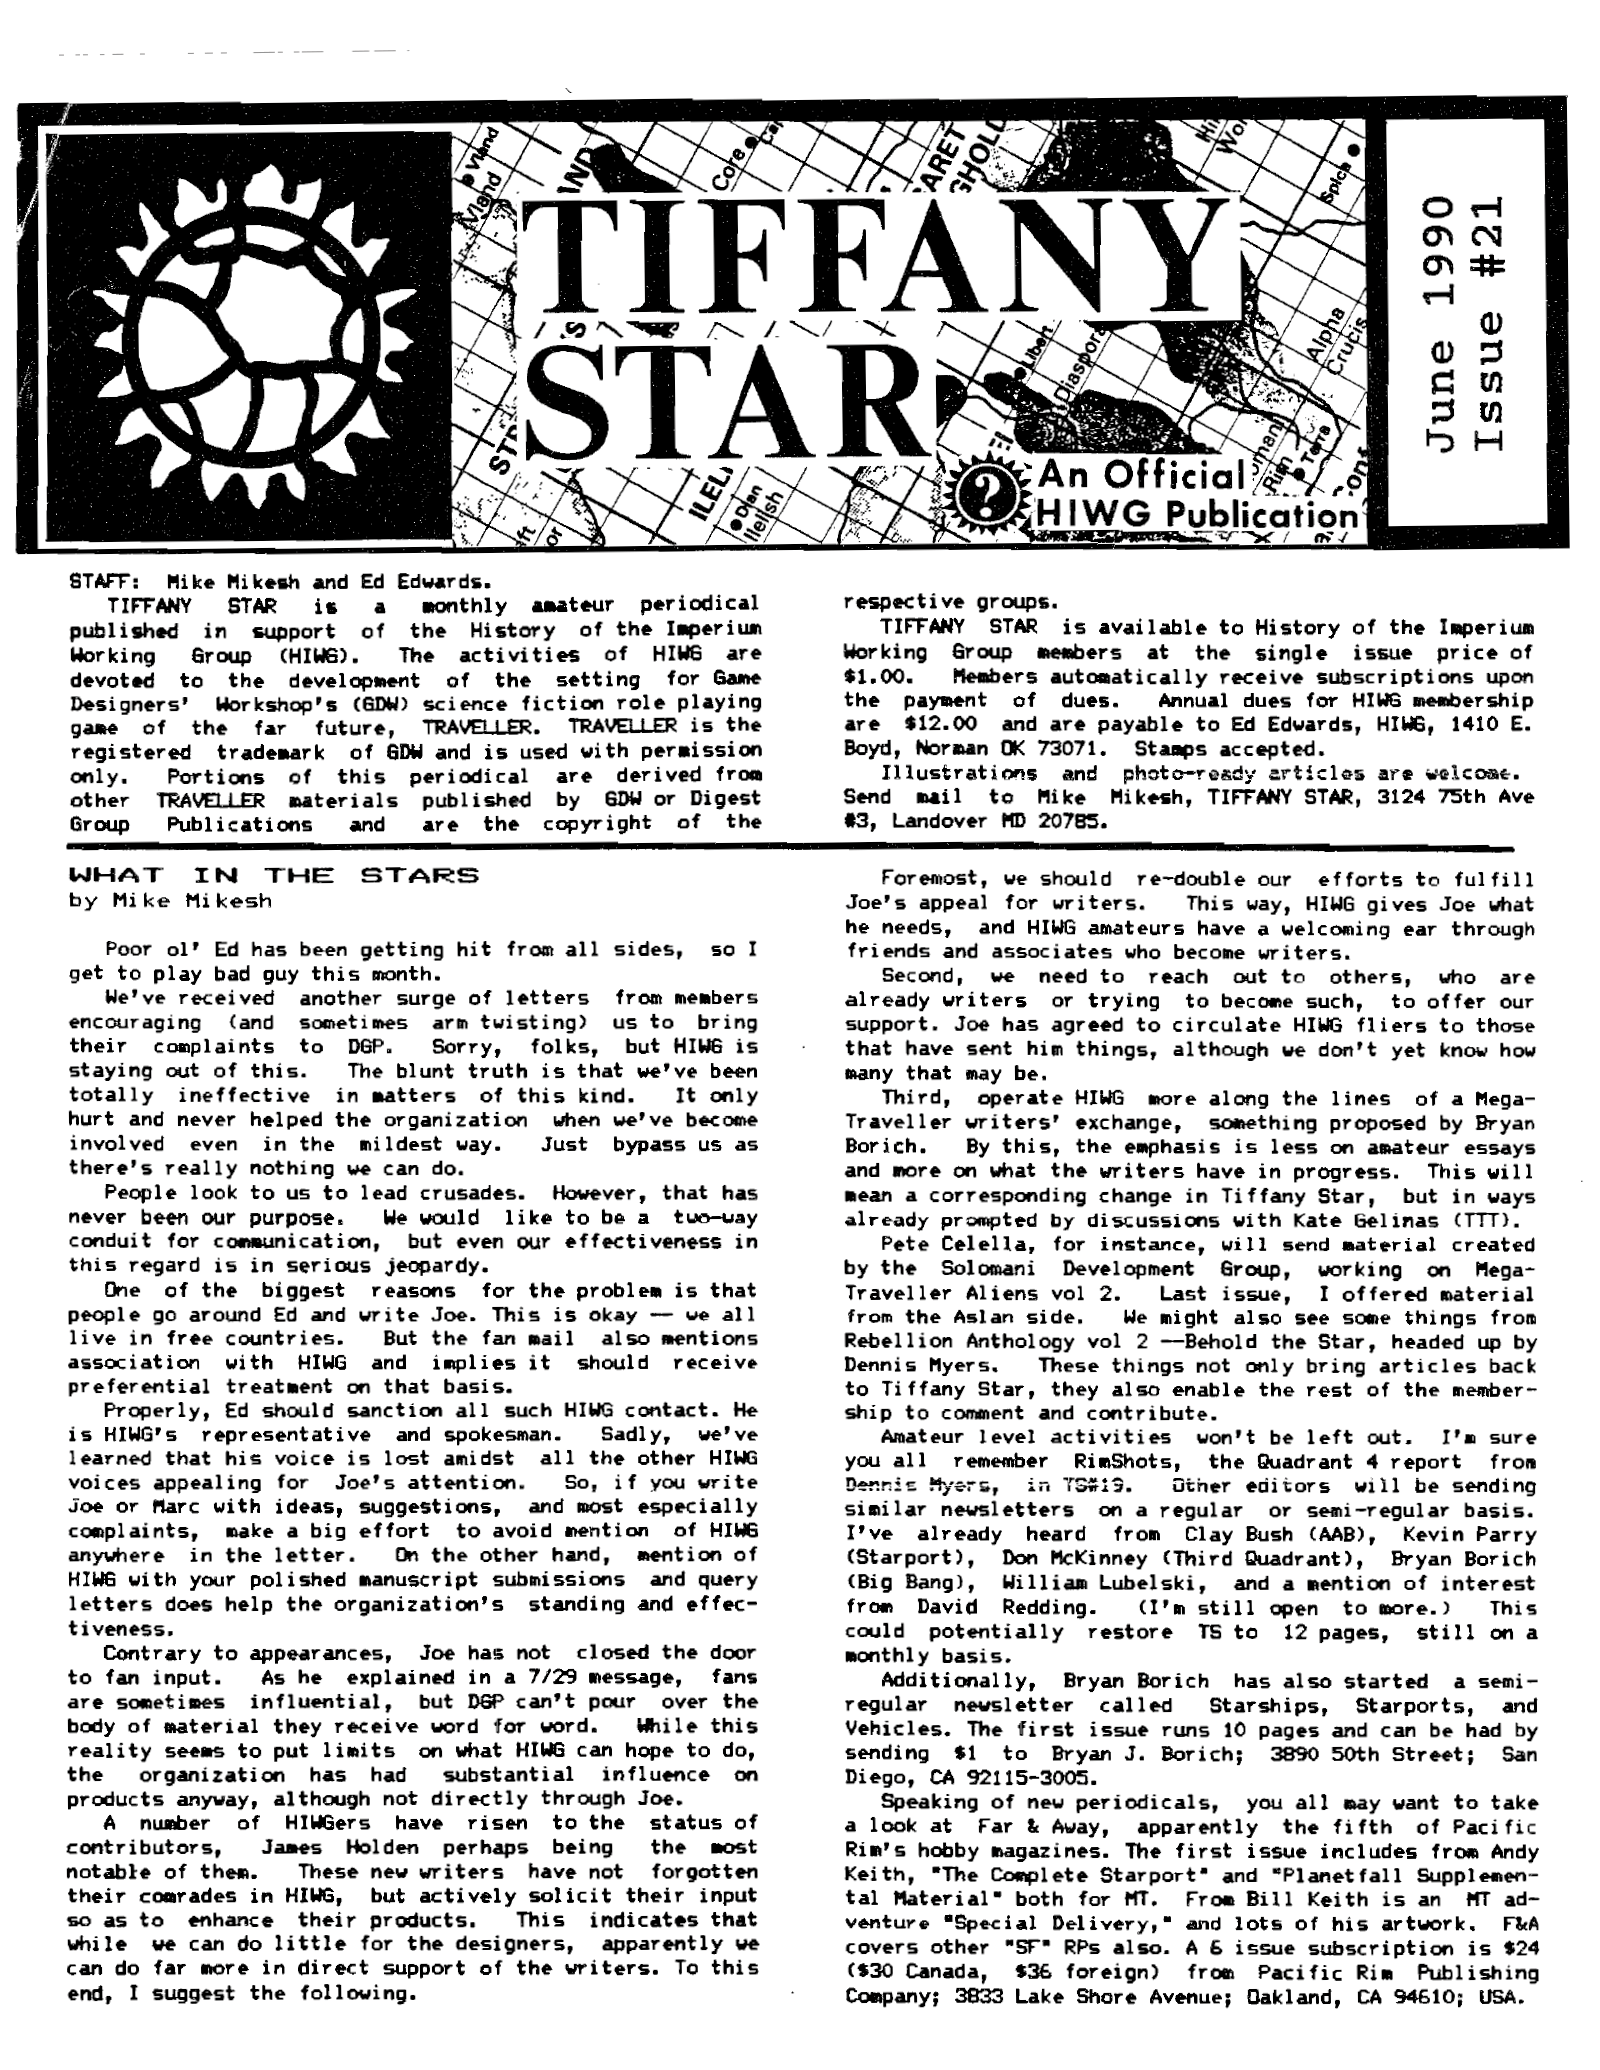 Vland
Vland
AND
Core
Cap
ARET
GHOLD
Hi
Wor
Spica
TIFFANY
STAR
June 1990
Issue #21
Libert
Diaspora
Alpha
Crucis
STR
ILEL
Dlan
Ilelish
Rim
Terra
An Official
HIWG Publication
STAFF: Mike Mikesh and Ed Edwards.
TIFFANY STAR is a monthly amateur periodical
published in support of the History of the Imperium
Working Group (HIWG). The activities of HIWG are
devoted to the development of the setting for Game
Designers' Workshop's (GDW) science fiction role playing
game of the far future, TRAVELLER. TRAVELLER is the
registered trademark of GDW and is used with permission
only. Portions of this periodical are derived from
other TRAVELLER materials published by GDW or Digest
Group Publications and are the copyright of the
respective groups.
TIFFANY STAR is available to History of the Imperium
Working Group members at the single issue price of
$1.00. Members automatically receive subscriptions upon
the payment of dues. Annual dues for HIWG membership
are $12.00 and are payable to Ed Edwards, HIWG, 1410 E.
Boyd, Norman OK 73071. Stamps accepted.
Illustrations and photo-ready articles are welcome.
Send mail to Mike Mikesh, TIFFANY STAR, 3124 75th Ave
#3, Landover MD 20785.
WHAT IN THE STARS
by Mike Mikesh
Poor ol' Ed has been getting hit from all sides, so I
get to play bad guy this month.
We've received another surge of letters from members
encouraging (and sometimes arm twisting) us to bring
their complaints to DGP. Sorry, folks, but HIWG is
staying out of this. The blunt truth is that we've been
totally ineffective in matters of this kind. It only
hurt and never helped the organization when we've become
involved even in the mildest way. Just bypass us as
there's really nothing we can do.
People look to us to lead crusades. However, that has
never been our purpose. We would like to be a two-way
conduit for communication, but even our effectiveness in
this regard is in serious jeopardy.
One of the biggest reasons for the problem is that
people go around Ed and write Joe. This is okay — we all
live in free countries. But the fan mail also mentions
association with HIWG and implies it should receive
preferential treatment on that basis.
Properly, Ed should sanction all such HIWG contact. He
is HIWG's representative and spokesman. Sadly, we've
learned that his voice is lost amidst all the other HIWG
voices appealing for Joe's attention. So, if you write
Joe or Marc with ideas, suggestions, and most especially
complaints, make a big effort to avoid mention of HIWG
anywhere in the letter. On the other hand, mention of
HIWG with your polished manuscript submissions and query
letters does help the organization's standing and effec-
tiveness.
Contrary to appearances, Joe has not closed the door
to fan input. As he explained in a 7/29 message, fans
are sometimes influential, but DGP can't pour over the
body of material they receive word for word. While this
reality seems to put limits on what HIWG can hope to do,
the organization has had substantial influence on
products anyway, although not directly through Joe.
A number of HIWGers have risen to the status of
contributors, James Holden perhaps being the most
notable of them. These new writers have not forgotten
their comrades in HIWG, but actively solicit their input
so as to enhance their products. This indicates that
while we can do little for the designers, apparently we
can do far more in direct support of the writers. To this
end, I suggest the following.
Foremost, we should re-double our efforts to fulfill
Joe's appeal for writers. This way, HIWG gives Joe what
he needs, and HIWG amateurs have a welcoming ear through
friends and associates who become writers.
Second, we need to reach out to others, who are
already writers or trying to become such, to offer our
support. Joe has agreed to circulate HIWG fliers to those
that have sent him things, although we don't yet know how
many that may be.
Third, operate HIWG more along the lines of a Mega-
Traveller writers' exchange, something proposed by Bryan
Borich. By this, the emphasis is less on amateur essays
and more on what the writers have in progress. This will
mean a corresponding change in Tiffany Star, but in ways
already prompted by discussions with Kate Gelinas (TTT).
Pete Celella, for instance, will send material created
by the Solomani Development Group, working on Mega-
Traveller Aliens vol 2. Last issue, I offered material
from the Aslan side. We might also see some things from
Rebellion Anthology vol 2 —Behold the Star, headed up by
Dennis Myers. These things not only bring articles back
to Tiffany Star, they also enable the rest of the member-
ship to comment and contribute.
Amateur level activities won't be left out. I'm sure
you all remember RimShots, the Quadrant 4 report from
Dennis Myers, in TS#19. Other editors will be sending
similar newsletters on a regular or semi-regular basis.
I've already heard from Clay Bush (AAB), Kevin Parry
(Starport), Don McKinney (Third Quadrant), Bryan Borich
(Big Bang), William Lubelski, and a mention of interest
from David Redding. (I'm still open to more.) This
could potentially restore TS to 12 pages, still on a
monthly basis.
Additionally, Bryan Borich has also started a semi-
regular newsletter called Starships, Starports, and
Vehicles. The first issue runs 10 pages and can be had by
sending $1 to Bryan J. Borich; 3890 50th Street; San
Diego, CA 92115-3005.
Speaking of new periodicals, you all may want to take
a look at Far & Away, apparently the fifth of Pacific
Rim's hobby magazines. The first issue includes from Andy
Keith, "The Complete Starport" and "Planetfall Supplemen-
tal Material" both for MT. From Bill Keith is an MT ad-
venture "Special Delivery," and lots of his artwork. F&A
covers other "SF" RPs also. A 6 issue subscription is $24
($30 Canada, $36 foreign) from Pacific Rim Publishing
Company; 3833 Lake Shore Avenue; Oakland, CA 94610; USA.